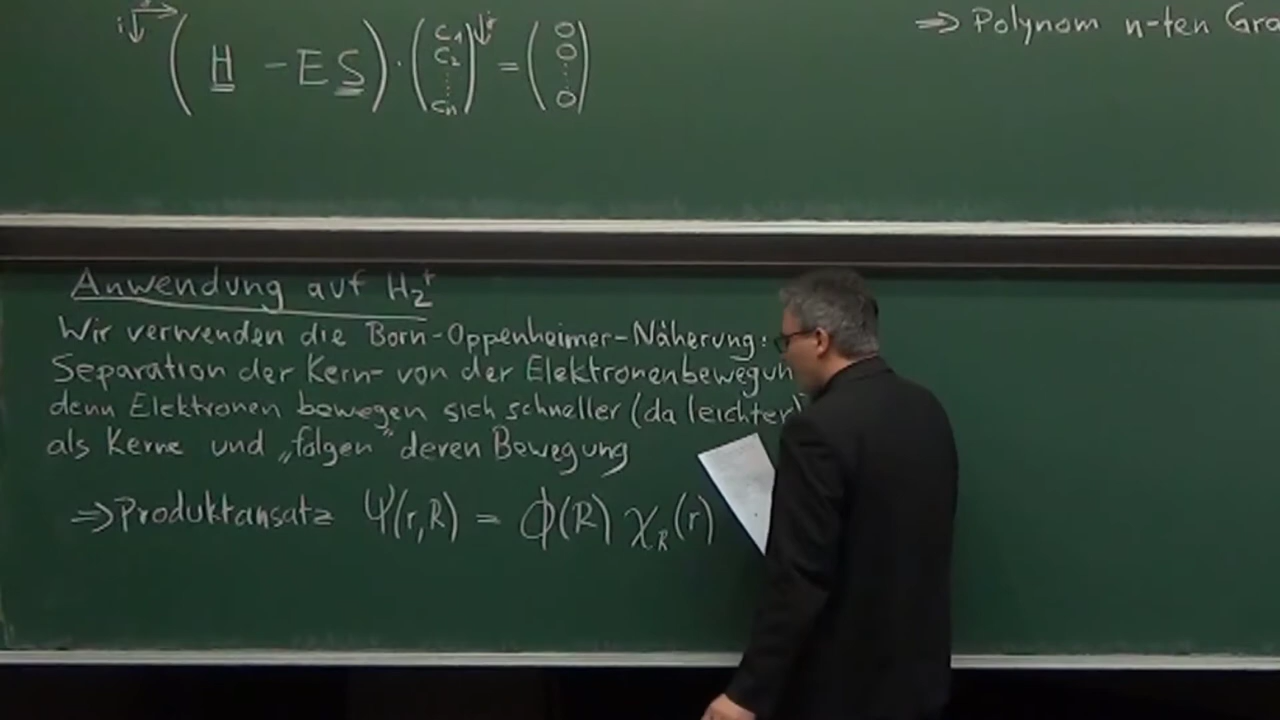 i j
( H - E S ) · ( C1 C2 ⋮ Cn ) j = ( 0 0 ⋮ 0 )
⇒ Polynom n-ten Gra
Anwendung auf H₂⁺
Wir verwenden die Born-Oppenheimer-Näherung:
Separation der Kern- von der Elektronenbewegun
denn Elektronen bewegen sich schneller (da leichter)
als Kerne und „folgen“ deren Bewegung
⇒ Produktansatz Ψ(r,R) = ϕ(R) χ_R(r)